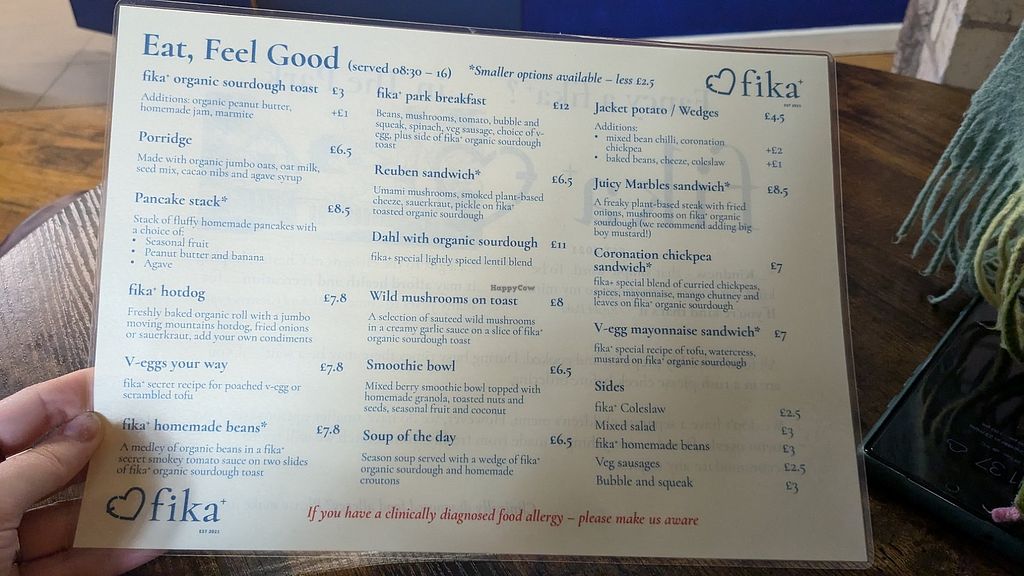 Eat, Feel Good (served 08:30 – 16) *Smaller options available – less £2.5
fika+
EST 2021
fika+ organic sourdough toast £3
Additions: organic peanut butter, +£1
homemade jam, marmite
Porridge £6.5
Made with organic jumbo oats, oat milk,
seed mix, cacao nibs and agave syrup
Pancake stack* £8.5
Stack of fluffy homemade pancakes with
a choice of:
• Seasonal fruit
• Peanut butter and banana
• Agave
fika+ hotdog £7.8
Freshly baked organic roll with a jumbo
moving mountains hotdog, fried onions
or sauerkraut, add your own condiments
V-eggs your way £7.8
fika+ secret recipe for poached v-egg or
scrambled tofu
fika+ homemade beans* £7.8
A medley of organic beans in a fika+
secret smokey tomato sauce on two slides
of fika+ organic sourdough toast
fika+ park breakfast £12
Beans, mushrooms, tomato, bubble and
squeak, spinach, veg sausage, choice of v-
egg, plus side of fika+ organic sourdough
toast
Reuben sandwich* £6.5
Umami mushrooms, smoked plant-based
cheeze, sauerkraut, pickle on fika+
toasted organic sourdough
Dahl with organic sourdough £11
fika+ special lightly spiced lentil blend
HappyCow
Wild mushrooms on toast £8
A selection of sauteed wild mushrooms
in a creamy garlic sauce on a slice of fika+
organic sourdough toast
Smoothie bowl £6.5
Mixed berry smoothie bowl topped with
homemade granola, toasted nuts and
seeds, seasonal fruit and coconut
Soup of the day £6.5
Season soup served with a wedge of fika+
organic sourdough and homemade
croutons
Jacket potato / Wedges £4.5
Additions:
• mixed bean chilli, coronation +£2
chickpea
• baked beans, cheeze, coleslaw +£1
Juicy Marbles sandwich* £8.5
A freaky plant-based steak with fried
onions, mushrooms on fika+ organic
sourdough (we recommend adding big
boy mustard!)
Coronation chickpea
sandwich* £7
fika+ special blend of curried chickpeas,
spices, mayonnaise, mango chutney and
leaves on fika+ organic sourdough
V-egg mayonnaise sandwich* £7
fika+ special recipe of tofu, watercress,
mustard on fika+ organic sourdough
Sides
fika+ Coleslaw £2.5
Mixed salad £3
fika+ homemade beans £3
Veg sausages £2.5
Bubble and squeak £3
fika+
EST 2021
If you have a clinically diagnosed food allergy – please make us aware